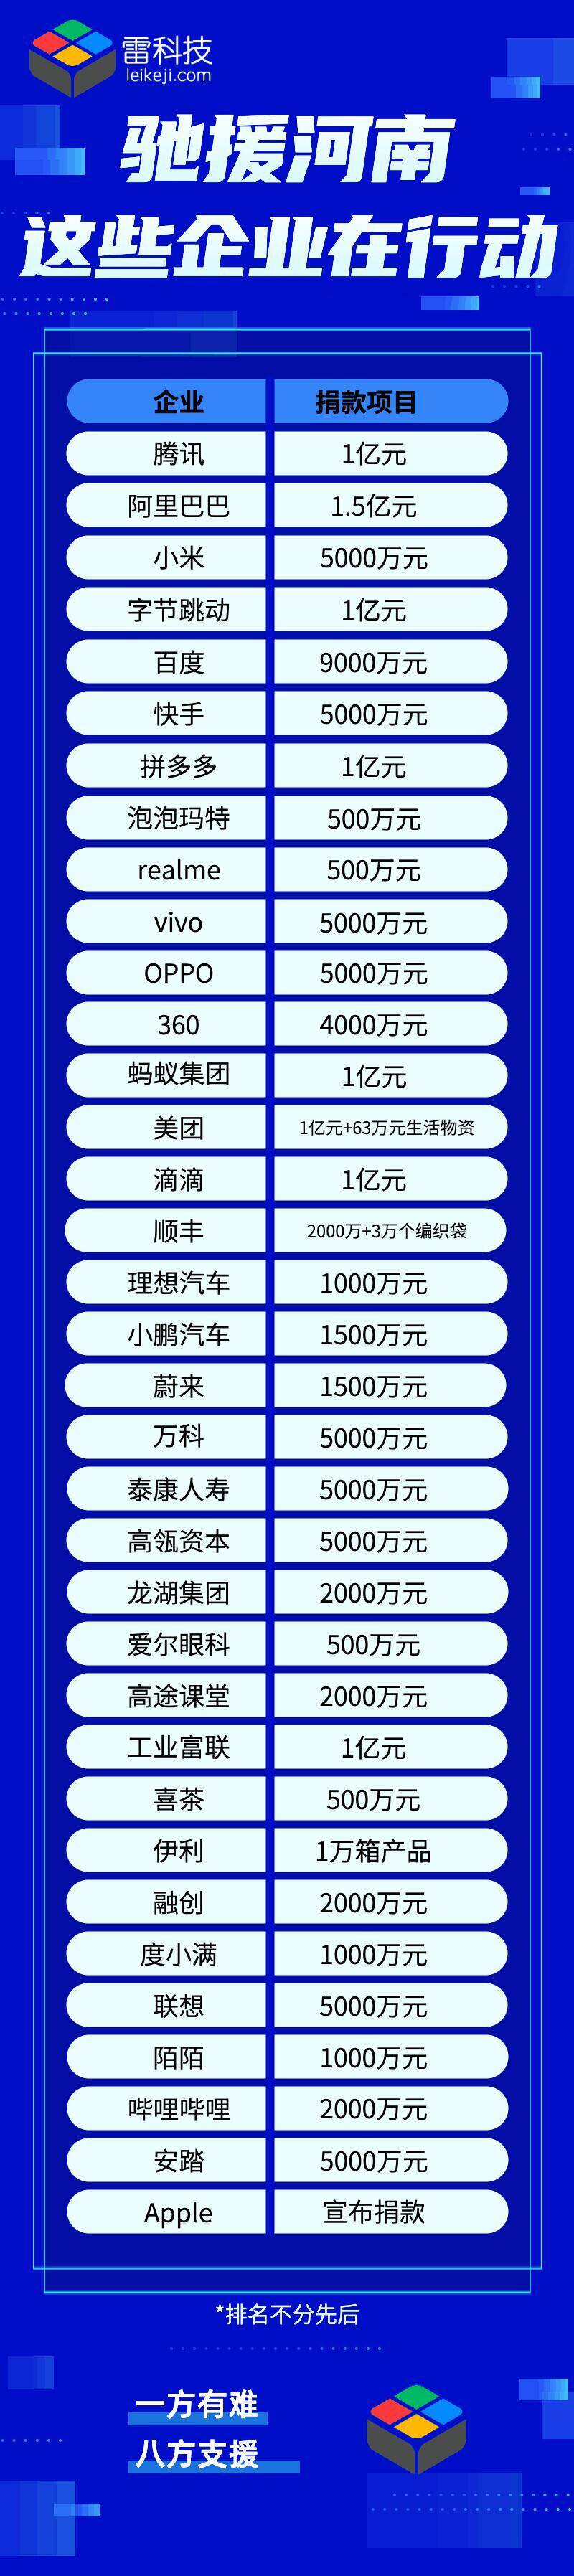 雷科技
leikeji.com
驰援河南
这些企业在行动
企业 捐款项目
腾讯 1亿元
阿里巴巴 1.5亿元
小米 5000万元
字节跳动 1亿元
百度 9000万元
快手 5000万元
拼多多 1亿元
泡泡玛特 500万元
realme 500万元
vivo 5000万元
OPPO 5000万元
360 4000万元
蚂蚁集团 1亿元
美团 1亿元+63万元生活物资
滴滴 1亿元
顺丰 2000万+3万个编织袋
理想汽车 1000万元
小鹏汽车 1500万元
蔚来 1500万元
万科 5000万元
泰康人寿 5000万元
高瓴资本 5000万元
龙湖集团 2000万元
爱尔眼科 500万元
高途课堂 2000万元
工业富联 1亿元
喜茶 500万元
伊利 1万箱产品
融创 2000万元
度小满 1000万元
联想 5000万元
陌陌 1000万元
哔哩哔哩 2000万元
安踏 5000万元
Apple 宣布捐款
*排名不分先后
一方有难
八方支援